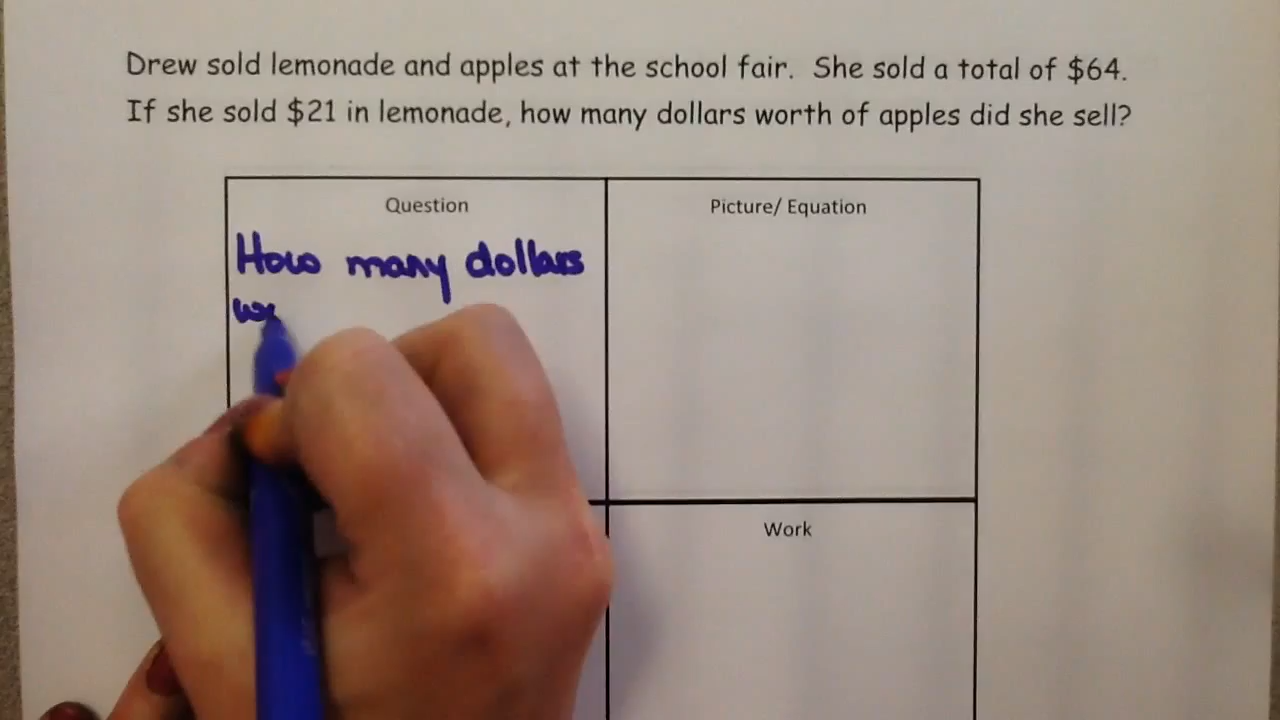 Drew sold lemonade and apples at the school fair. She sold a total of $64.
If she sold $21 in lemonade, how many dollars worth of apples did she sell?
Question
Picture/ Equation
How many dollars
Work